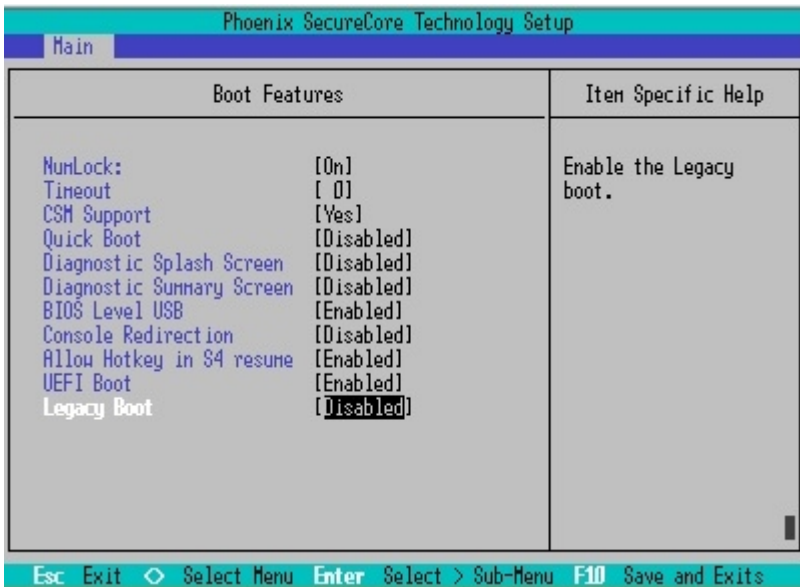 Phoenix SecureCore Technology Setup
Main
Boot Features
Item Specific Help
NumLock: [On]
Timeout [ 0]
CSM Support [Yes]
Quick Boot [Disabled]
Diagnostic Splash Screen [Disabled]
Diagnostic Summary Screen [Disabled]
BIOS Level USB [Enabled]
Console Redirection [Disabled]
Allow Hotkey in S4 resume [Enabled]
UEFI Boot [Enabled]
Legacy Boot [Disabled]
Enable the Legacy
boot.
Esc Exit Select Menu Enter Select > Sub-Menu F10 Save and Exits